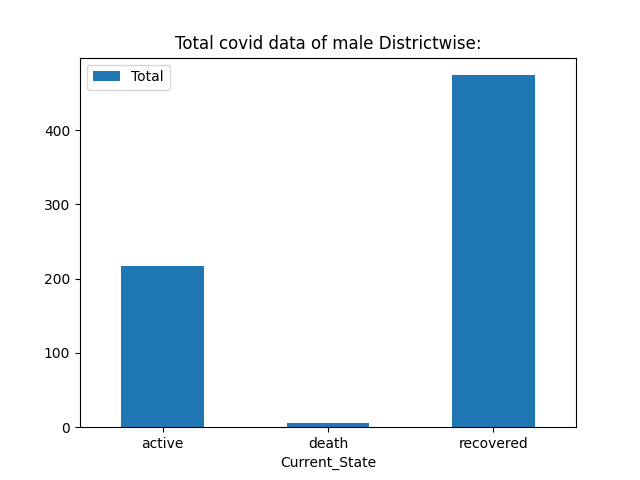 Total covid data of male Districtwise:
Total
400
300
200
100
0
active death recovered
Current_State